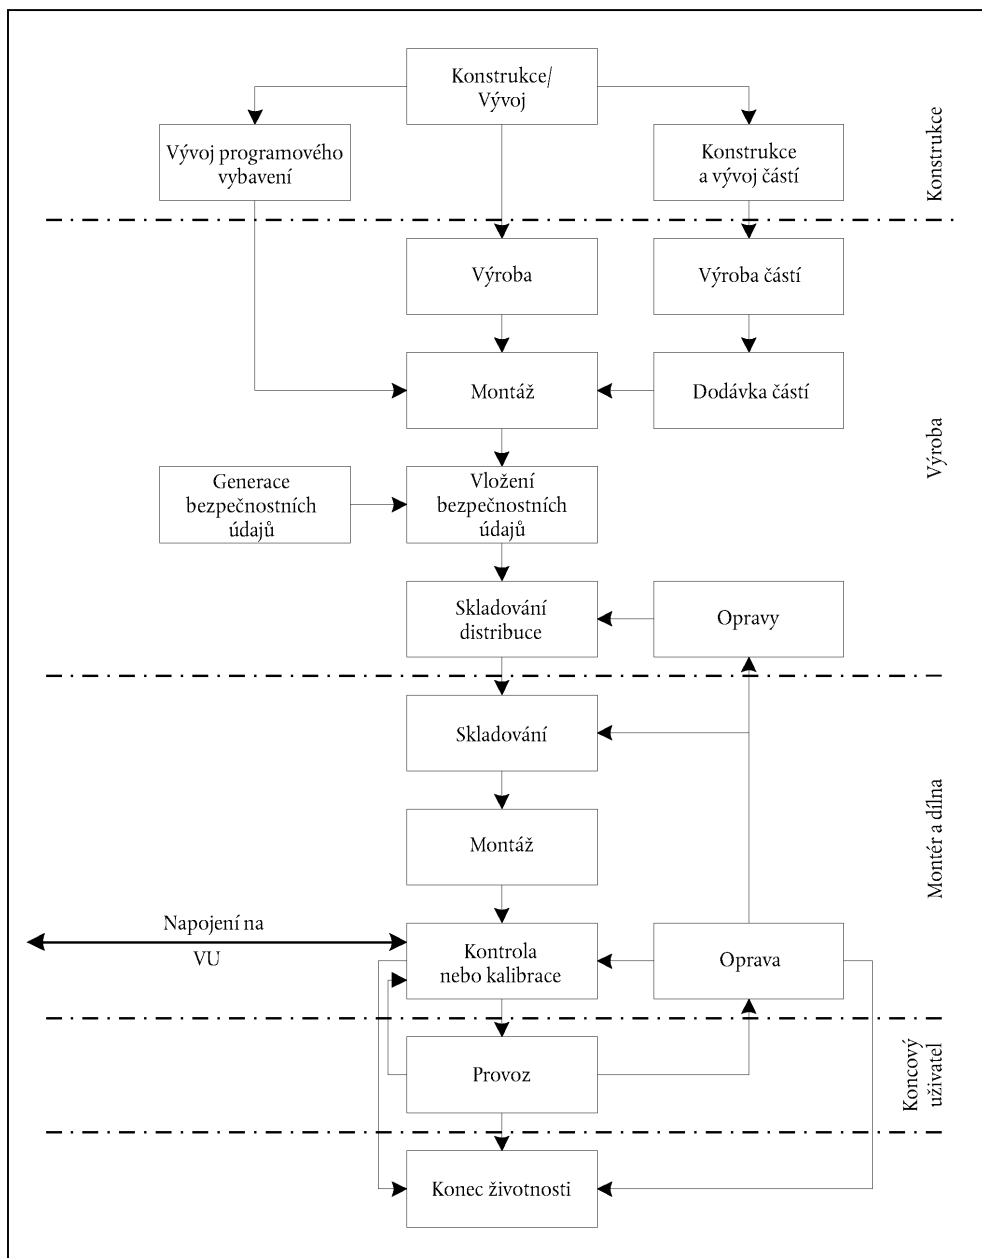 Konstrukce/
Vývoj
Vývoj programového
vybavení
Konstrukce
a vývoj částí
Konstrukce
Výroba
Výroba částí
Montáž
Dodávka částí
Výroba
Generace
bezpečnostních
údajů
Vložení
bezpečnostních
údajů
Skladování
distribuce
Opravy
Skladování
Montáž
Montér a dílna
Napojení na
VU
Kontrola
nebo kalibrace
Oprava
Provoz
Koncový
uživatel
Konec životnosti